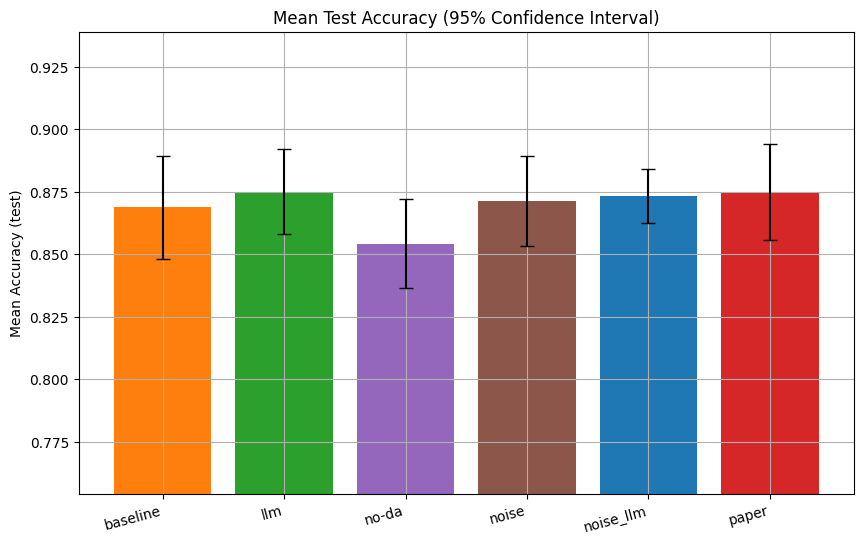 Mean Test Accuracy (95% Confidence Interval)
Mean Accuracy (test)
0.925
0.900
0.875
0.850
0.825
0.800
0.775
baseline
llm
no-da
noise
noise_llm
paper